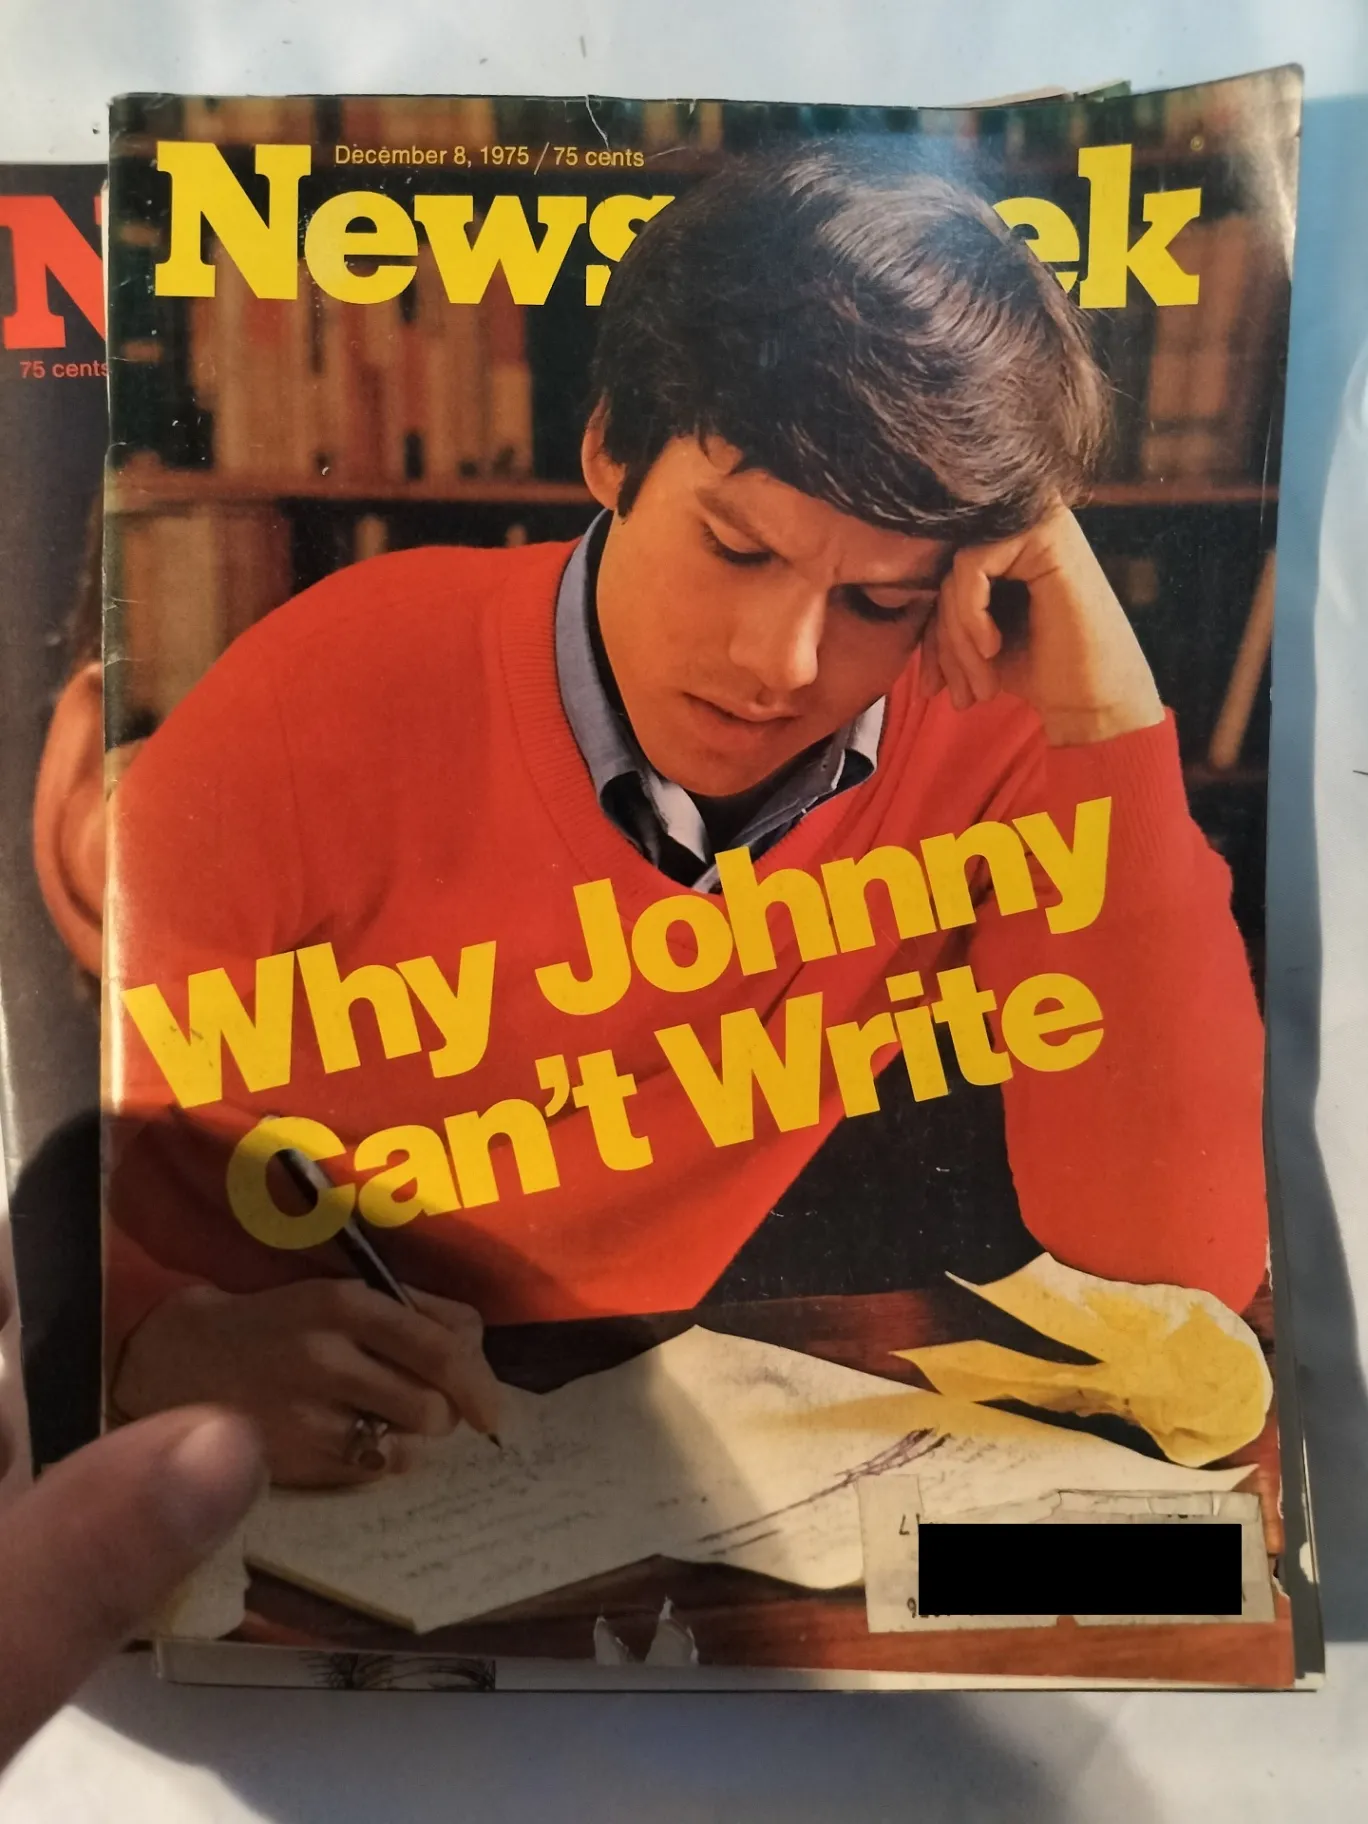 December 8, 1975 / 75 cents
News ek
N
75 cents
Why Johnny
Can't Write